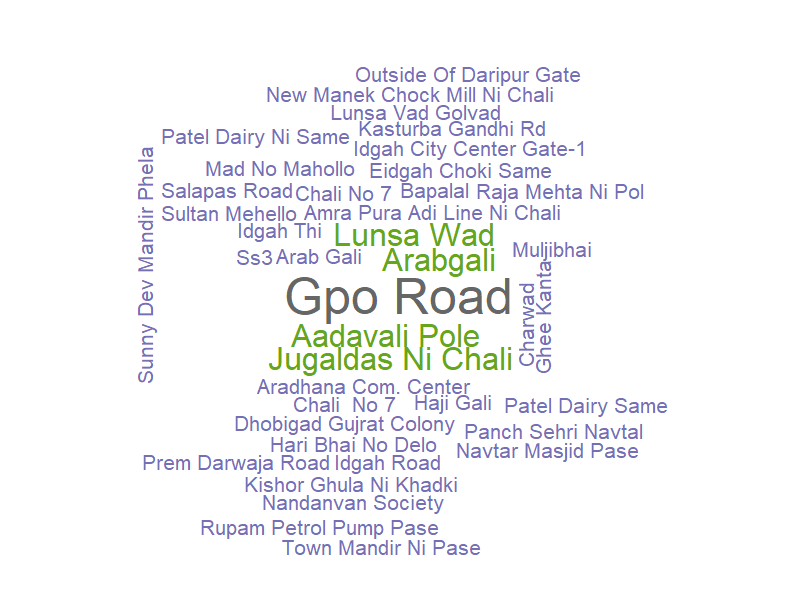 Outside Of Daripur Gate
New Manek Chock Mill Ni Chali
Lunsa Vad Golvad
Kasturba Gandhi Rd
Patel Dairy Ni Same
Idgah City Center Gate-1
Mad No Mahollo
Eidgah Choki Same
Salapas Road
Chali No 7
Bapalal Raja Mehta Ni Pol
Sultan Mehello
Amra Pura Adi Line Ni Chali
Idgah Thi
Lunsa Wad
Muljibhai
Ss3
Arab Gali
Arabgali
Sunny Dev Mandir Phela
Gpo Road
Charwad
Ghee Kanta
Aadavali Pole
Jugaldas Ni Chali
Aradhana Com. Center
Chali  No 7
Haji Gali
Patel Dairy Same
Dhobigad Gujrat Colony
Panch Sehri Navtal
Hari Bhai No Delo
Navtar Masjid Pase
Prem Darwaja Road
Idgah Road
Kishor Ghula Ni Khadki
Nandanvan Society
Rupam Petrol Pump Pase
Town Mandir Ni Pase